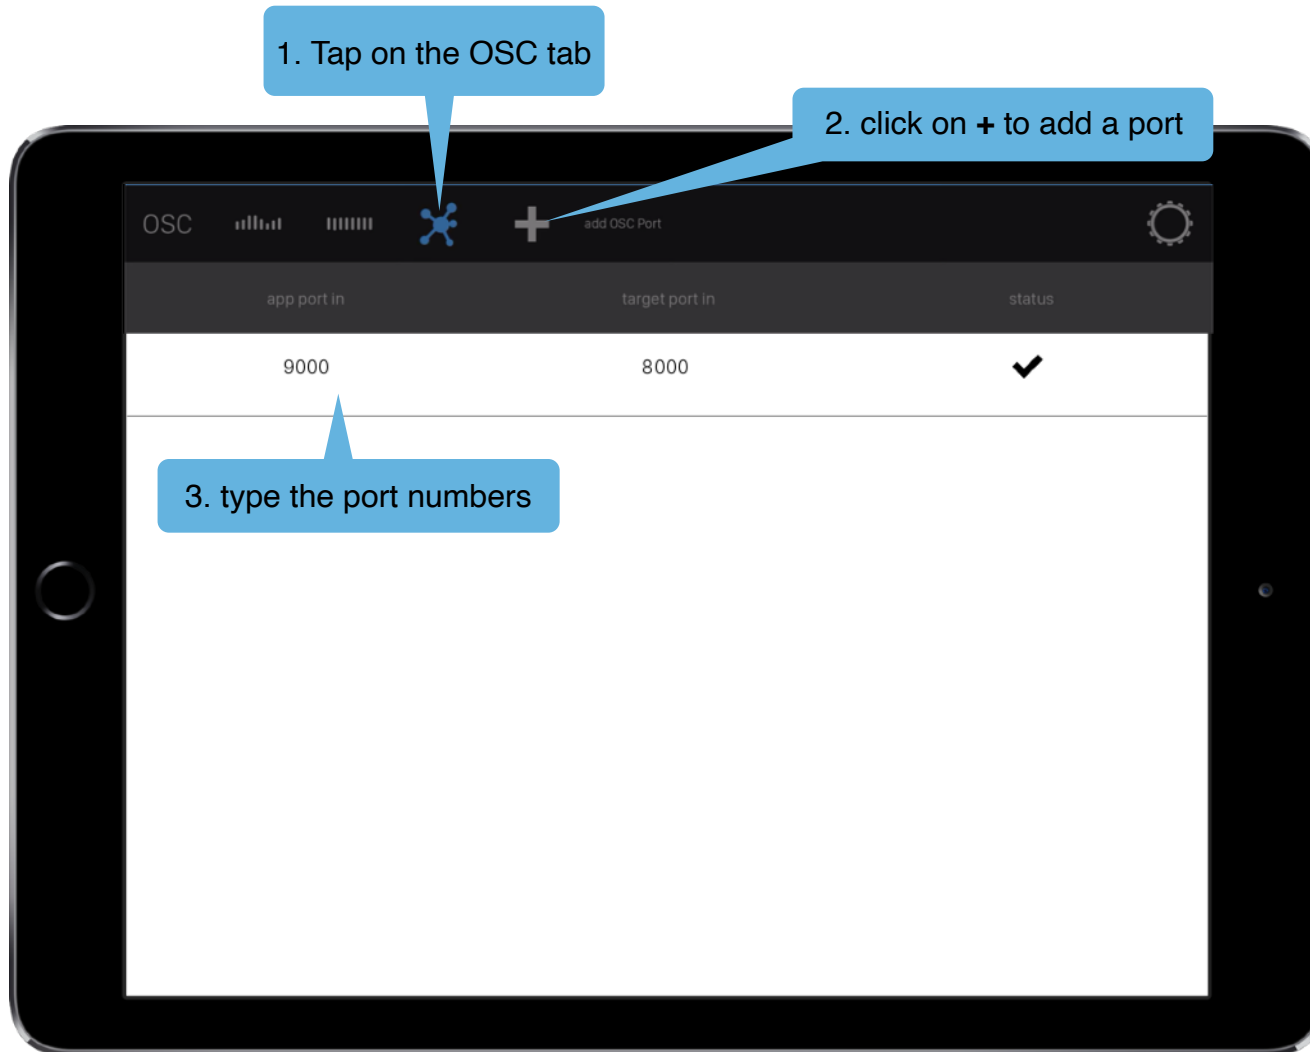 1. Tap on the OSC tab
2. click on + to add a port
OSC
add OSC Port
app port in
target port in
status
9000
8000
3. type the port numbers